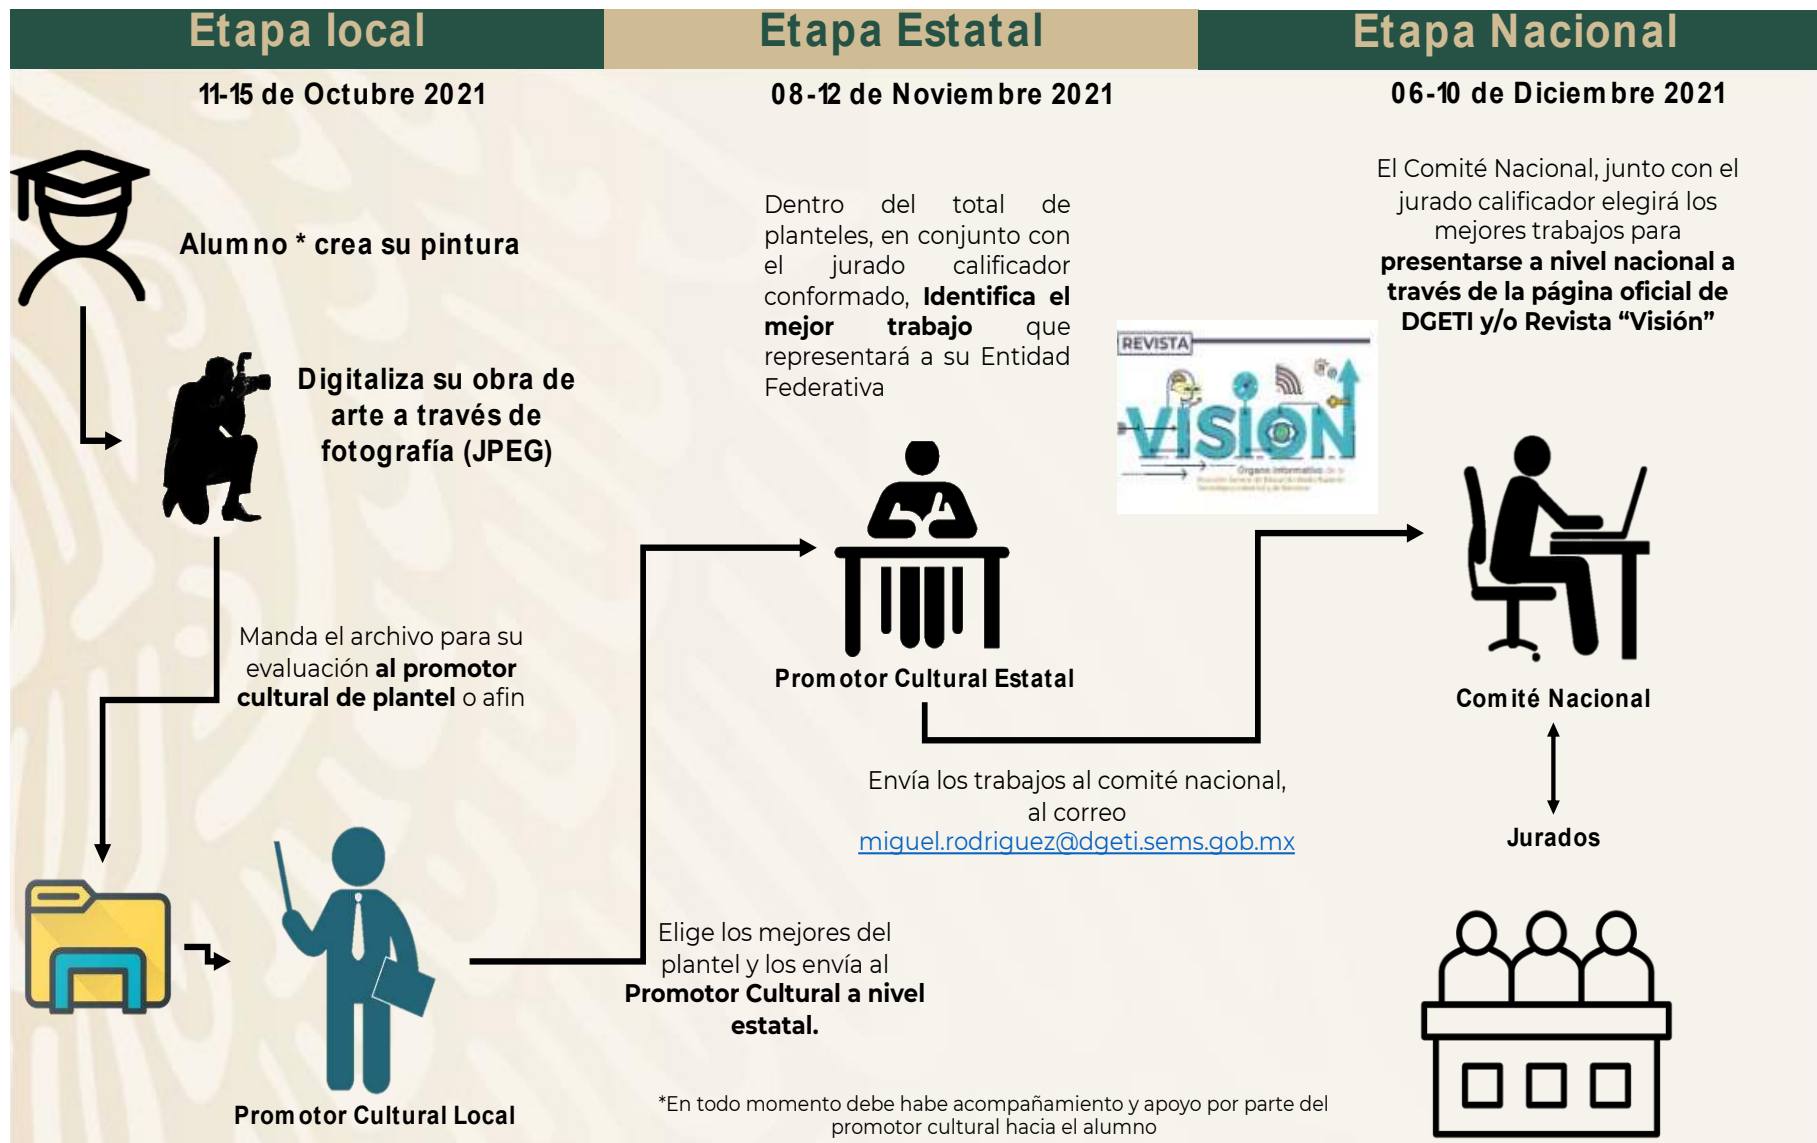 Etapa local
Etapa Estatal
Etapa Nacional
11-15 de Octubre 2021
08-12 de Noviembre 2021
06-10 de Diciembre 2021
Alumno * crea su pintura
Digitaliza su obra de
arte a través de
fotografía (JPEG)
Manda el archivo para su
evaluación al promotor
cultural de plantel o afin
Promotor Cultural Local
Elige los mejores del
plantel y los envía al
Promotor Cultural a nivel
estatal.
Dentro del total de
planteles, en conjunto con
el jurado calificador
conformado, Identifica el
mejor trabajo que
representará a su Entidad
Federativa
Promotor Cultural Estatal
Envía los trabajos al comité nacional,
al correo
miguel.rodriguez@dgeti.sems.gob.mx
El Comité Nacional, junto con el
jurado calificador elegirá los
mejores trabajos para
presentarse a nivel nacional a
través de la página oficial de
DGETI y/o Revista “Visión”
REVISTA
VISIÓN
Órgano informativo de la
Comité Nacional
Jurados
*En todo momento debe habe acompañamiento y apoyo por parte del
promotor cultural hacia el alumno